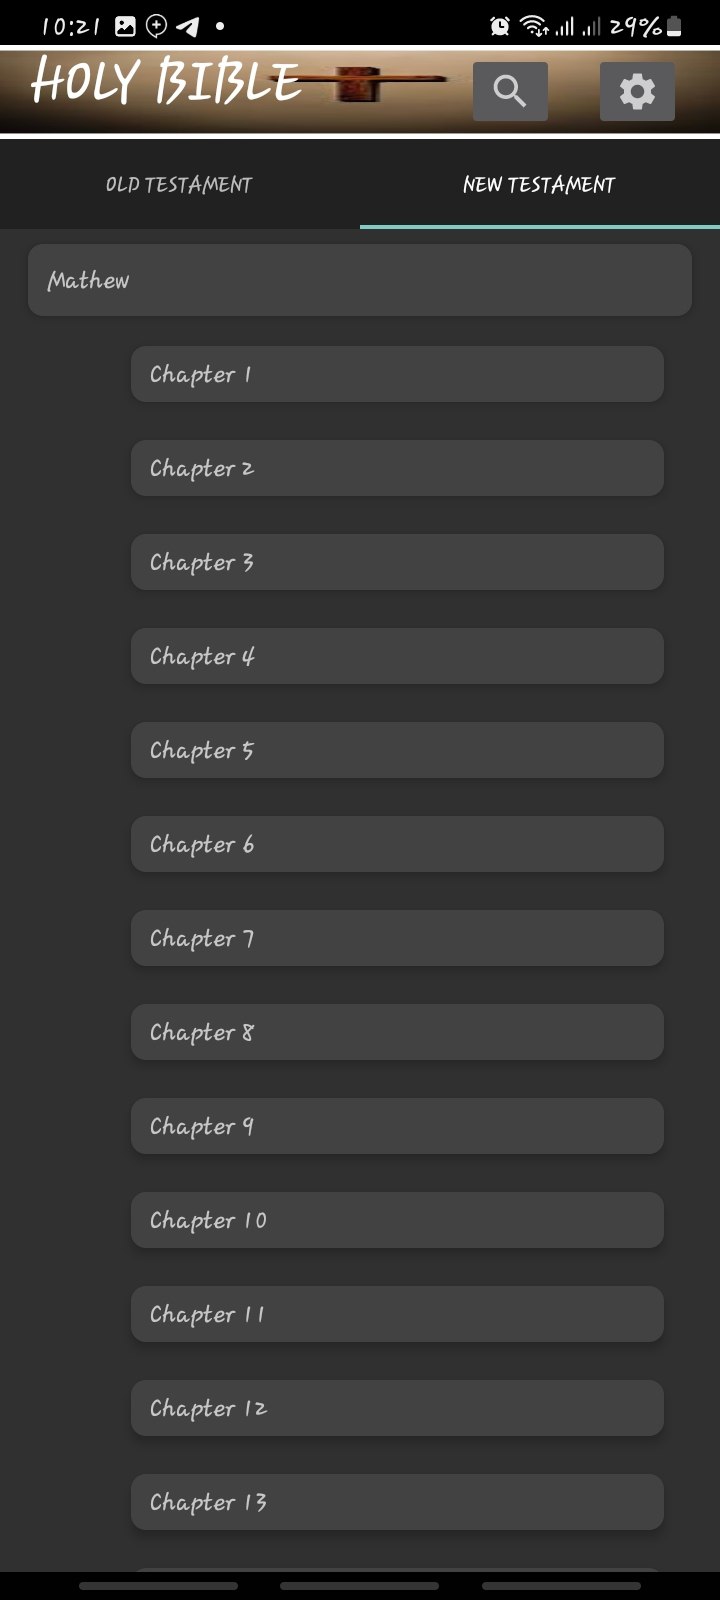 10:21 29%
HOLY BIBLE
OLD TESTAMENT NEW TESTAMENT
Mathew
Chapter 1
Chapter 2
Chapter 3
Chapter 4
Chapter 5
Chapter 6
Chapter 7
Chapter 8
Chapter 9
Chapter 10
Chapter 11
Chapter 12
Chapter 13